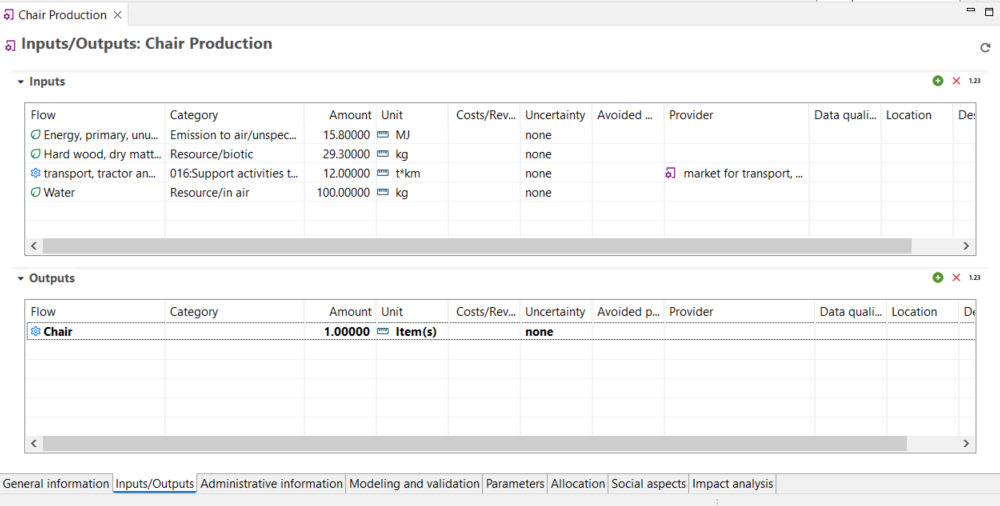 Chair Production
Inputs/Outputs: Chair Production
Inputs
Flow Category Amount Unit Costs/Rev... Uncertainty Avoided ... Provider Data quali... Location Des
Energy, primary, unu... Emission to air/unspec... 15.80000 MJ none
Hard wood, dry matt... Resource/biotic 29.30000 kg none
transport, tractor an... 016:Support activities t... 12.00000 t*km none market for transport, ...
Water Resource/in air 100.00000 kg none
1.23
Outputs
1.23
Flow Category Amount Unit Costs/Rev... Uncertainty Avoided p... Provider Data quali... Location De
Chair 1.00000 Item(s) none
General information Inputs/Outputs Administrative information Modeling and validation Parameters Allocation Social aspects Impact analysis